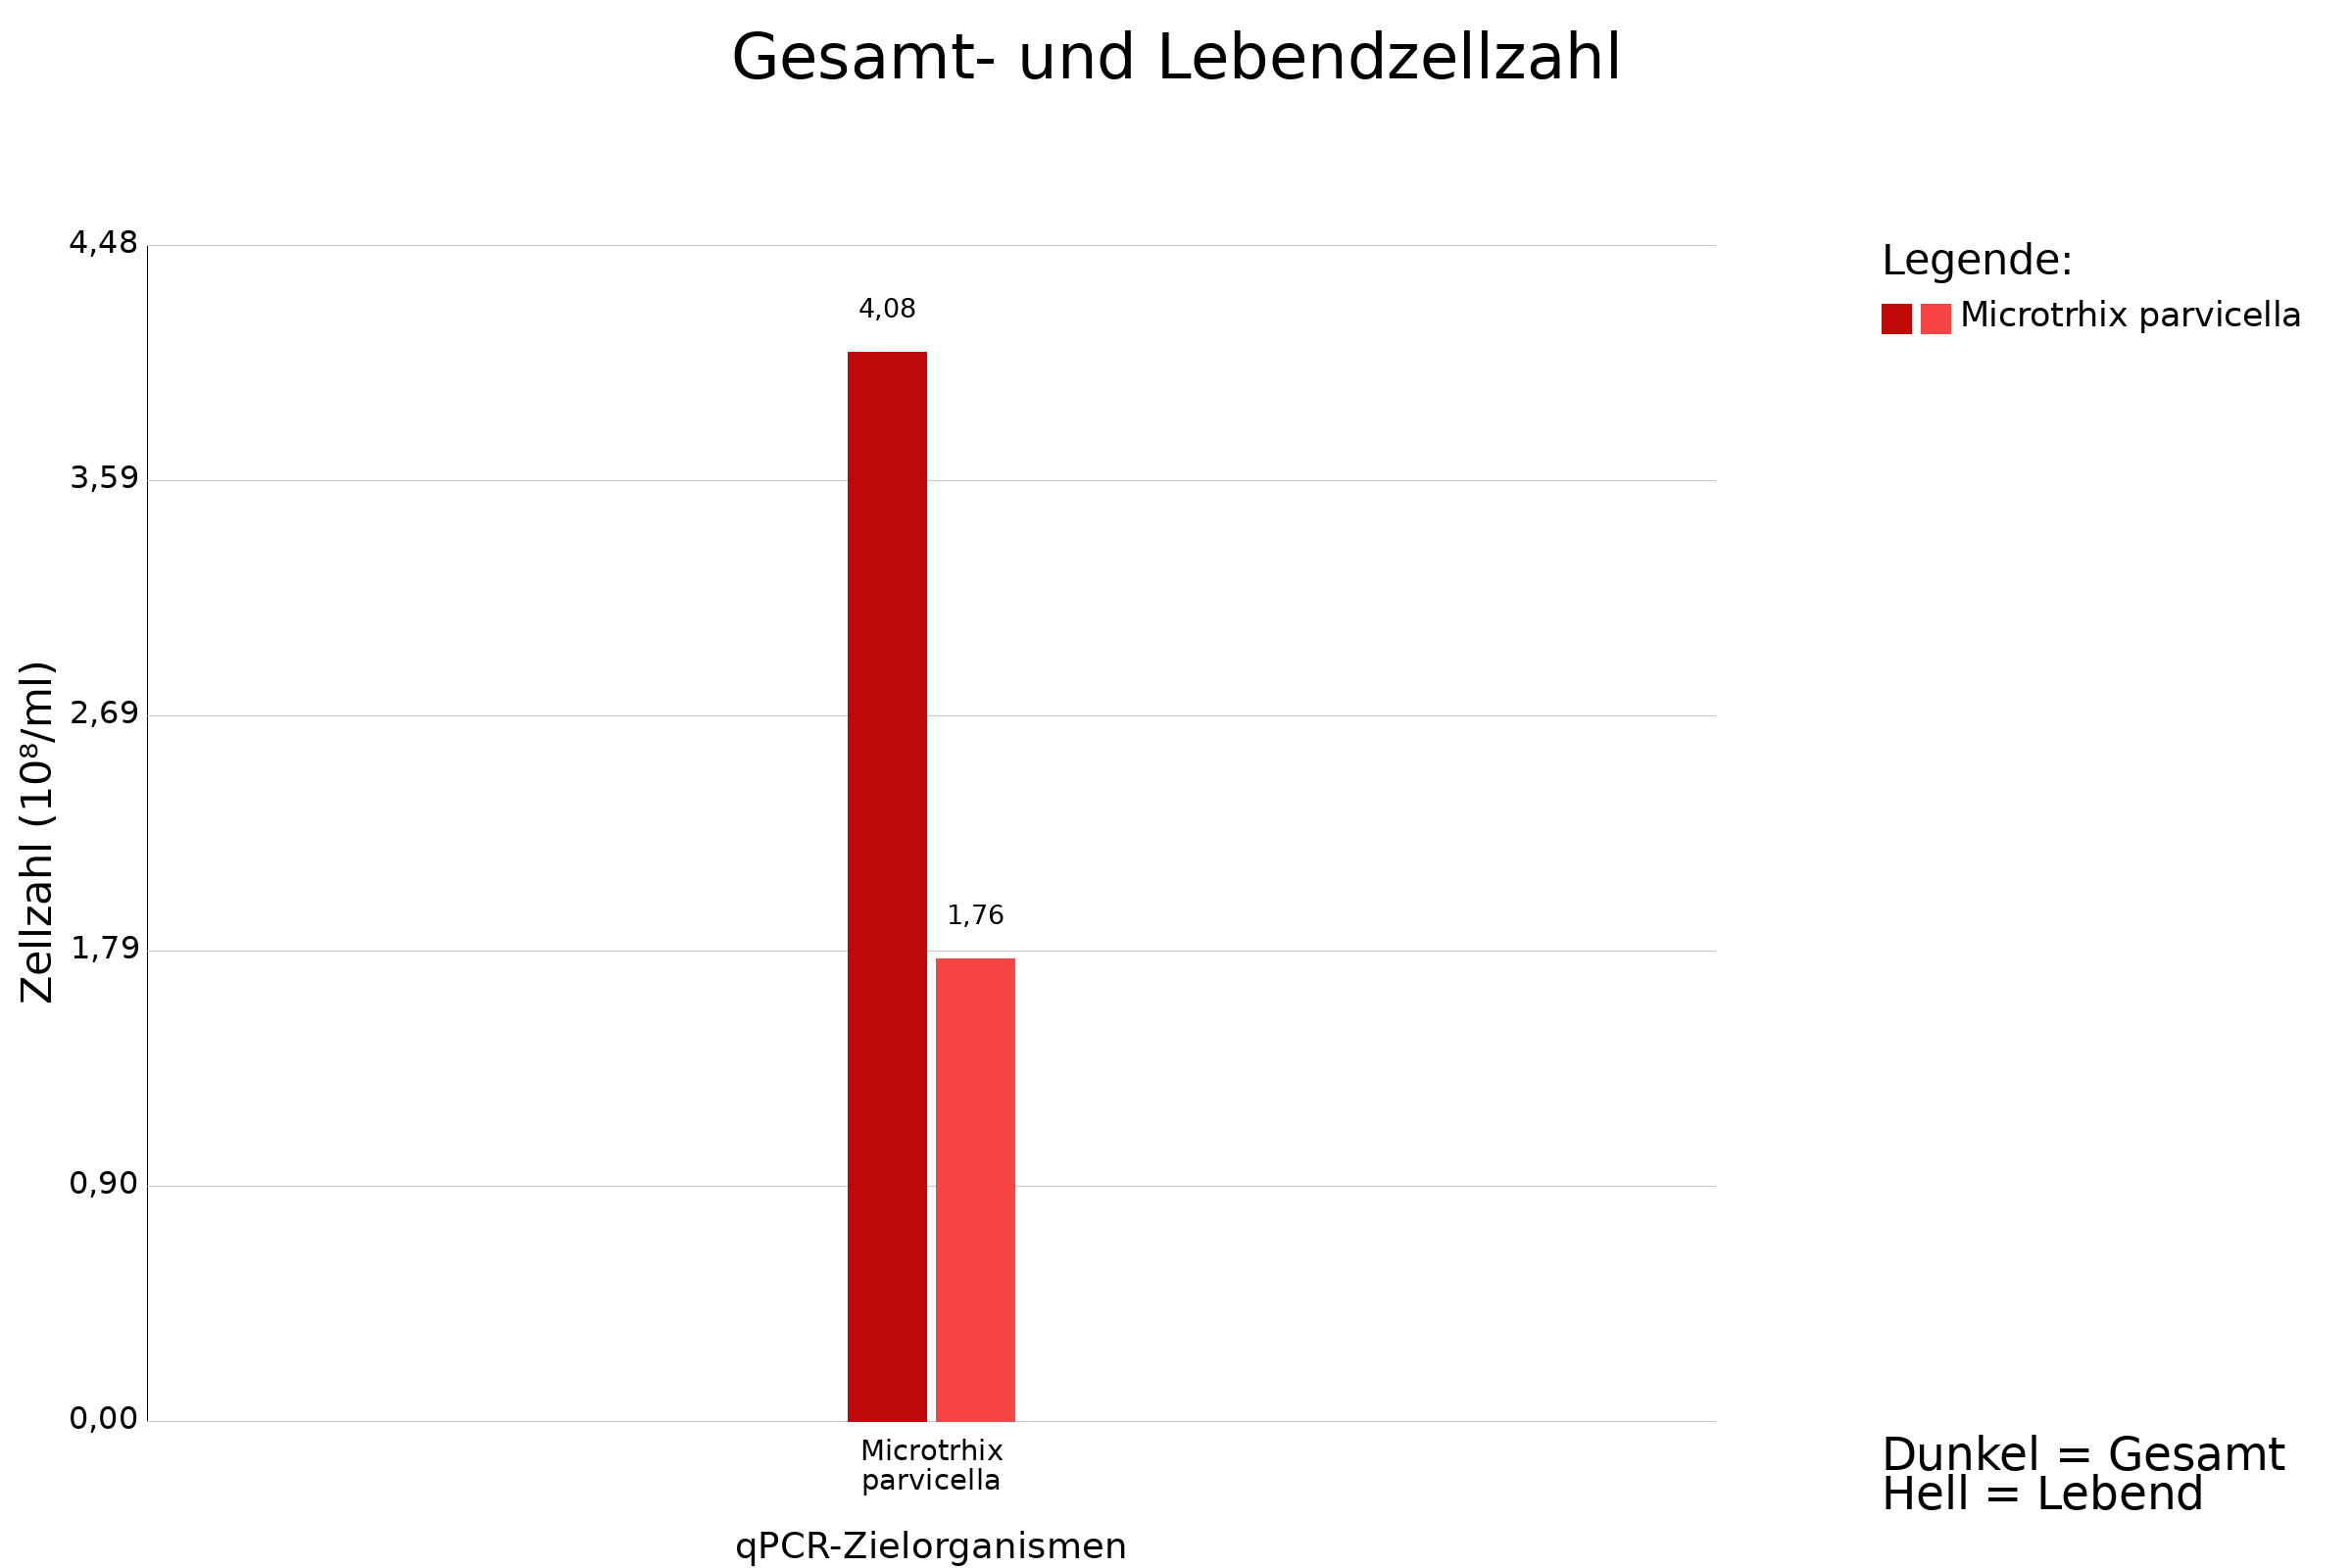 Gesamt- und Lebendzellzahl
4,48
3,59
2,69
1,79
0,90
0,00
Zellzahl (10⁸/ml)
4,08
1,76
Microtrhix
parvicella
qPCR-Zielorganismen
Legende:
Microtrhix parvicella
Dunkel = Gesamt
Hell = Lebend